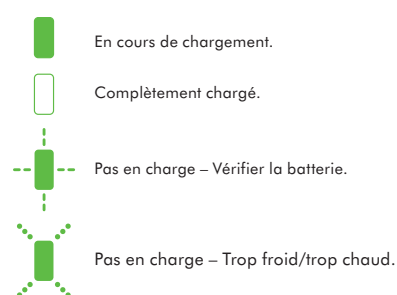 En cours de chargement.
Complètement chargé.
Pas en charge – Vérifier la batterie.
Pas en charge – Trop froid/trop chaud.